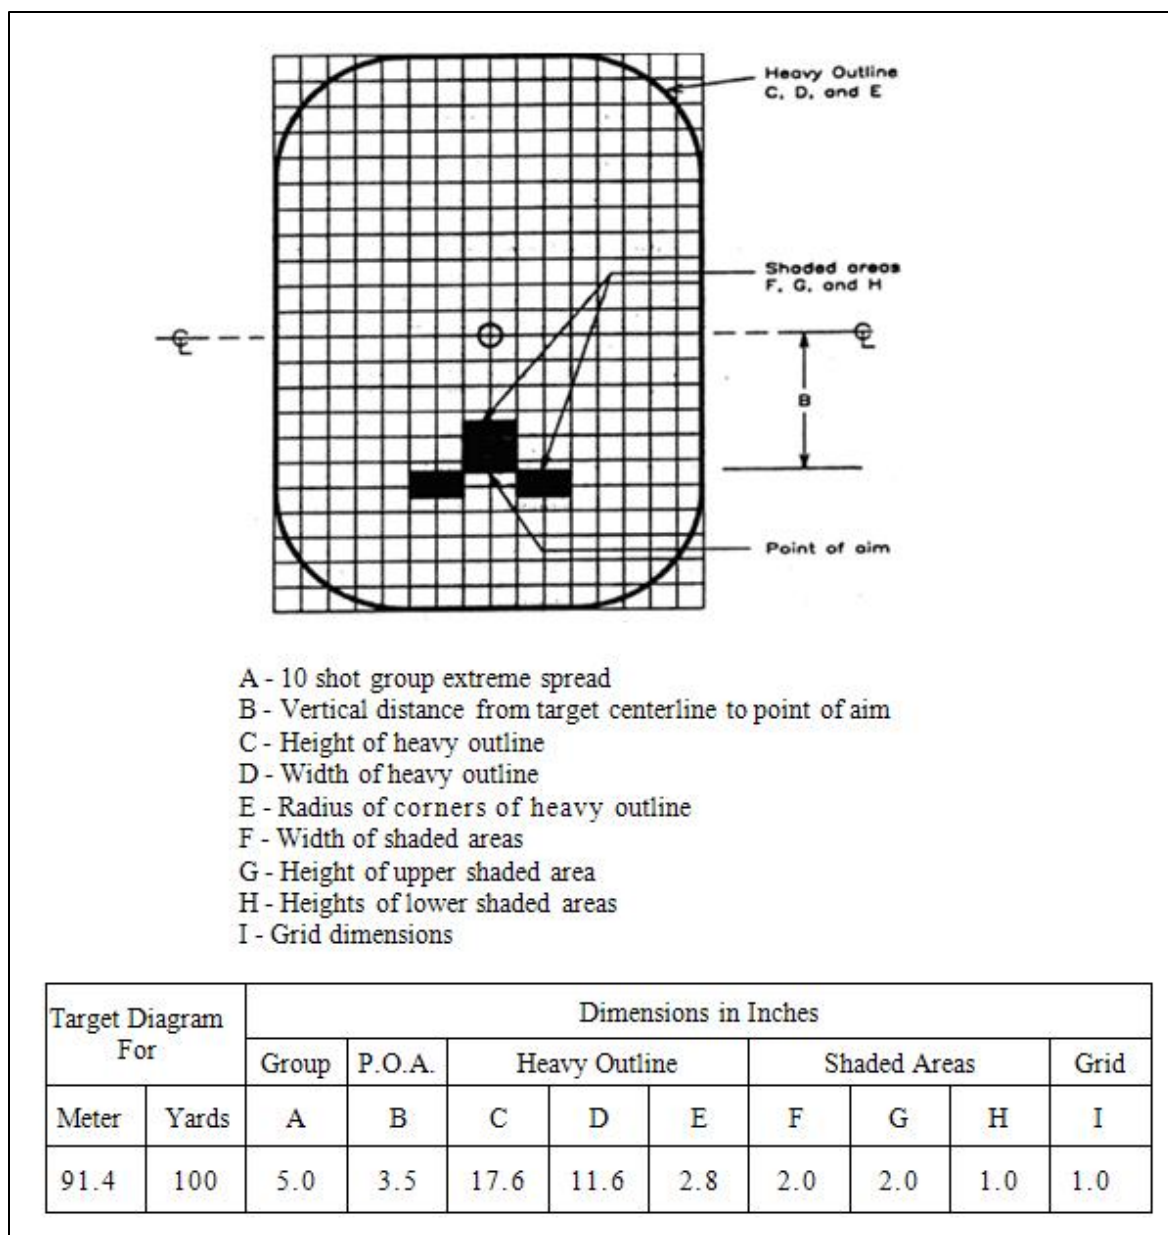 Heavy Outline
C, D, and E
Shaded areas
F, G, and H
℄
℄
B
Point of aim
A - 10 shot group extreme spread
B - Vertical distance from target centerline to point of aim
C - Height of heavy outline
D - Width of heavy outline
E - Radius of corners of heavy outline
F - Width of shaded areas
G - Height of upper shaded area
H - Heights of lower shaded areas
I - Grid dimensions
Target Diagram For Dimensions in Inches
Group P.O.A. Heavy Outline Shaded Areas Grid
Meter Yards A B C D E F G H I
91.4 100 5.0 3.5 17.6 11.6 2.8 2.0 2.0 1.0 1.0